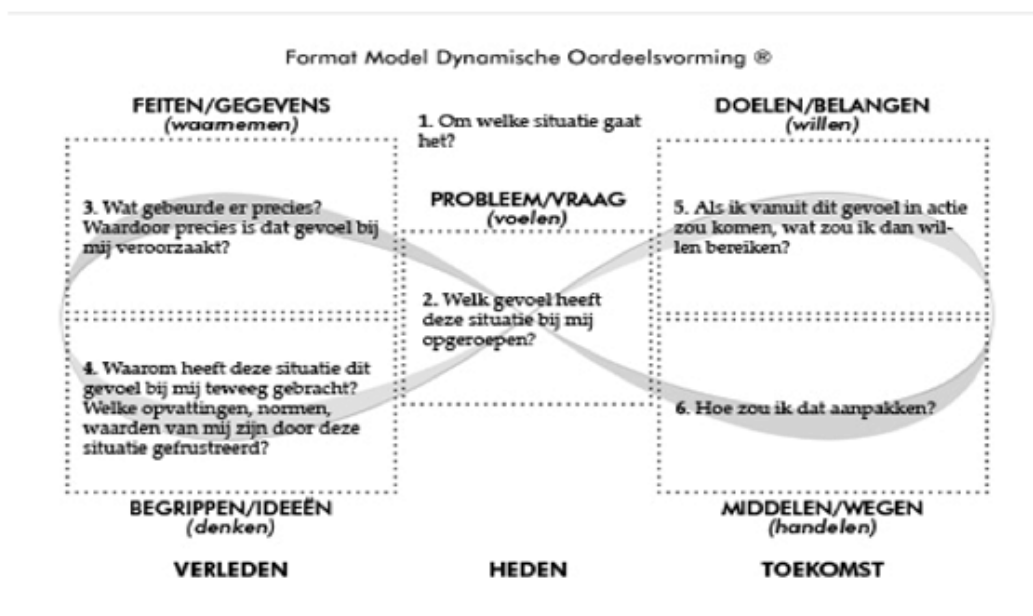 Format Model Dynamische Oordeelsvorming ®
FEITEN/GEGEVENS
(waarnemen)
1. Om welke situatie gaat
het?
DOELEN/BELANGEN
(willen)
3. Wat gebeurde er precies?
Waardoor precies is dat gevoel bij
mij veroorzaakt?
PROBLEEM/VRAAG
(voelen)
5. Als ik vanuit dit gevoel in actie
zou komen, wat zou ik dan wil-
len bereiken?
2. Welk gevoel heeft
deze situatie bij mij
opgeroepen?
4. Waarom heeft deze situatie dit
gevoel bij mij teweeg gebracht?
Welke opvattingen, normen,
waarden van mij zijn door deze
situatie gefrustreerd?
6. Hoe zou ik dat aanpakken?
BEGRIPPEN/IDEEËN
(denken)
MIDDELEN/WEGEN
(handelen)
VERLEDEN
HEDEN
TOEKOMST